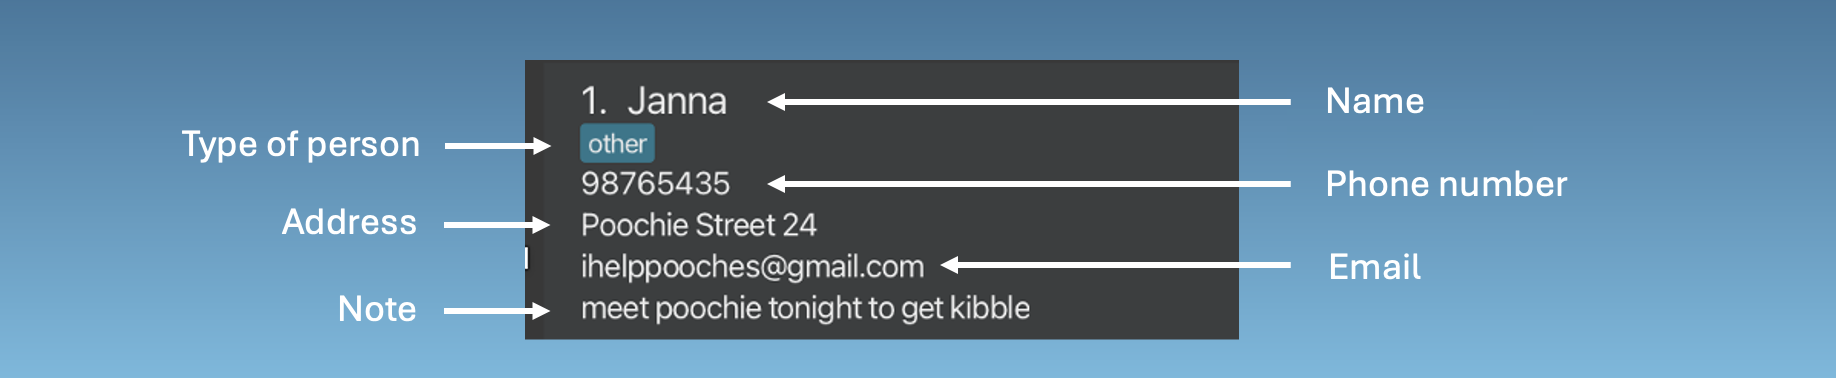 1. Janna
Name
Type of person
other
98765435
Phone number
Address
Poochie Street 24
ihelppooches@gmail.com
Email
Note
meet poochie tonight to get kibble